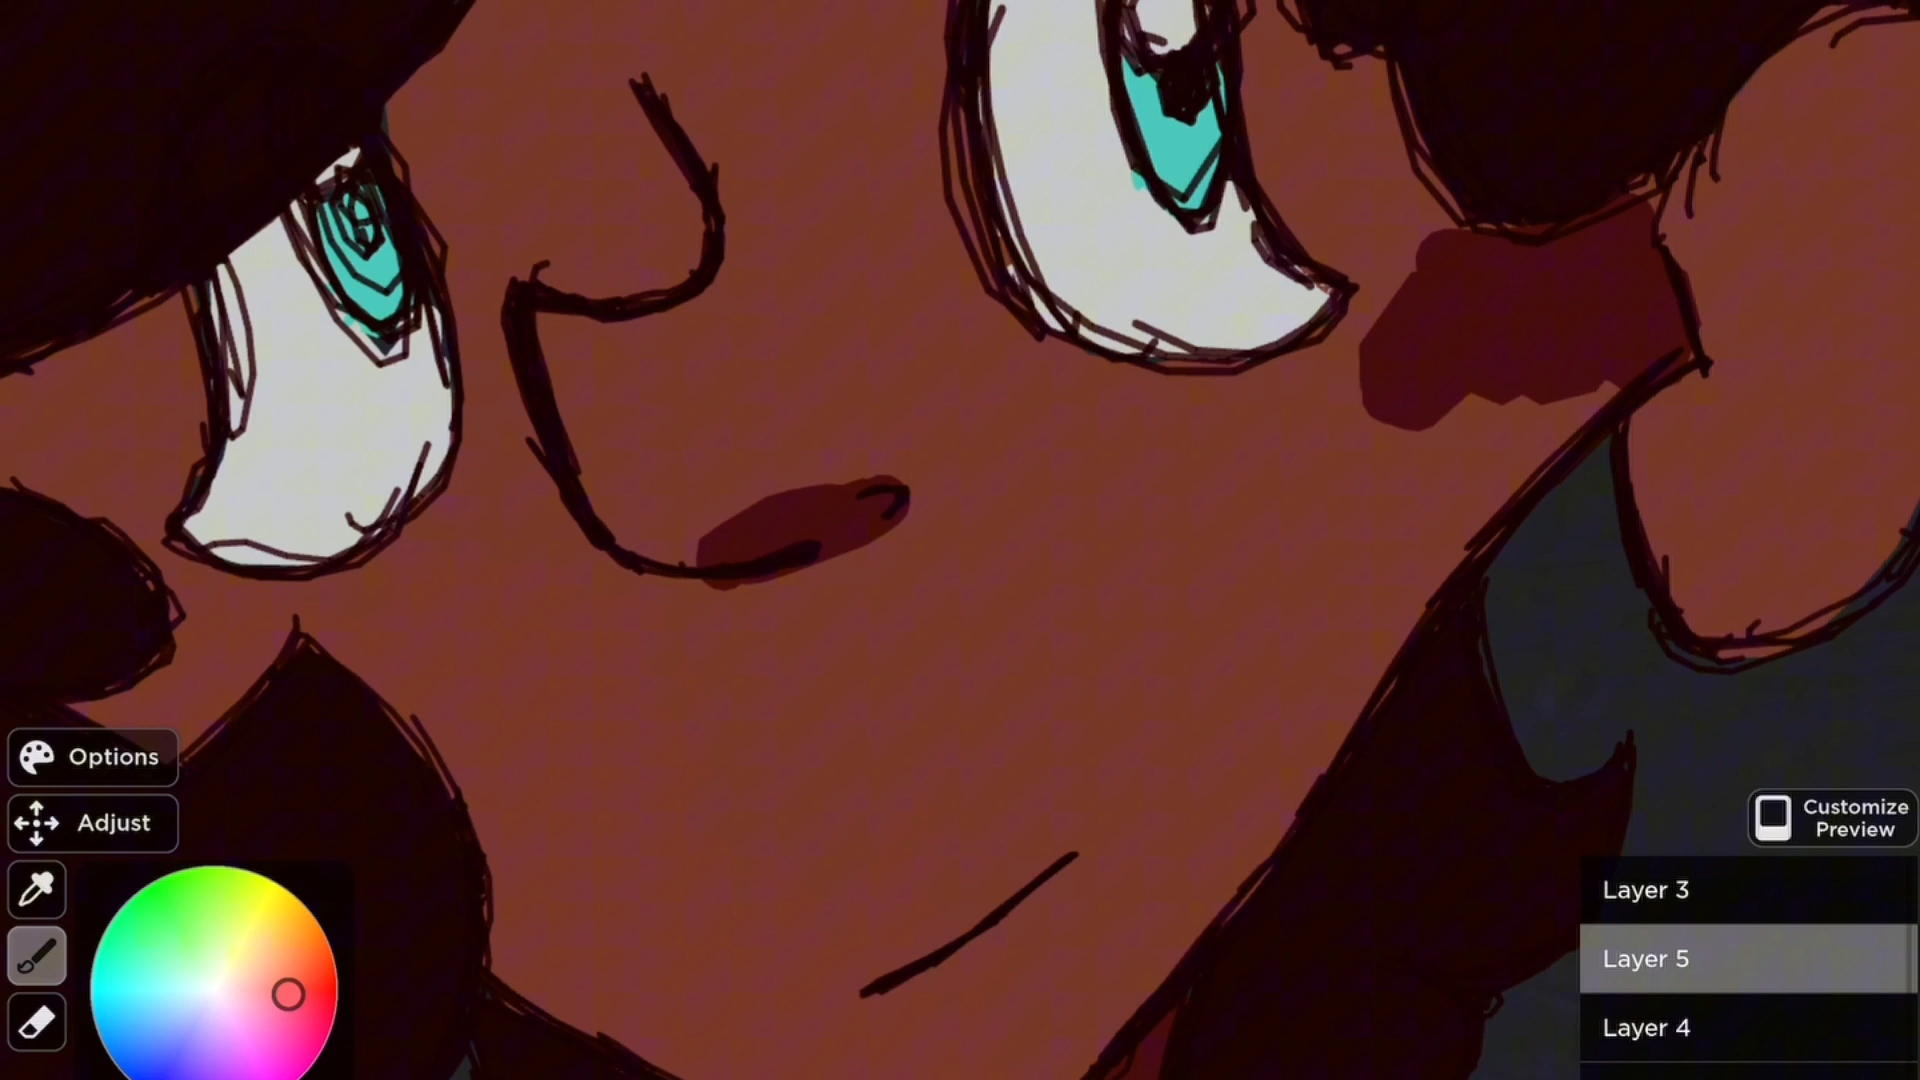 Options
Adjust
Customize
Preview
Layer 3
Layer 5
Layer 4